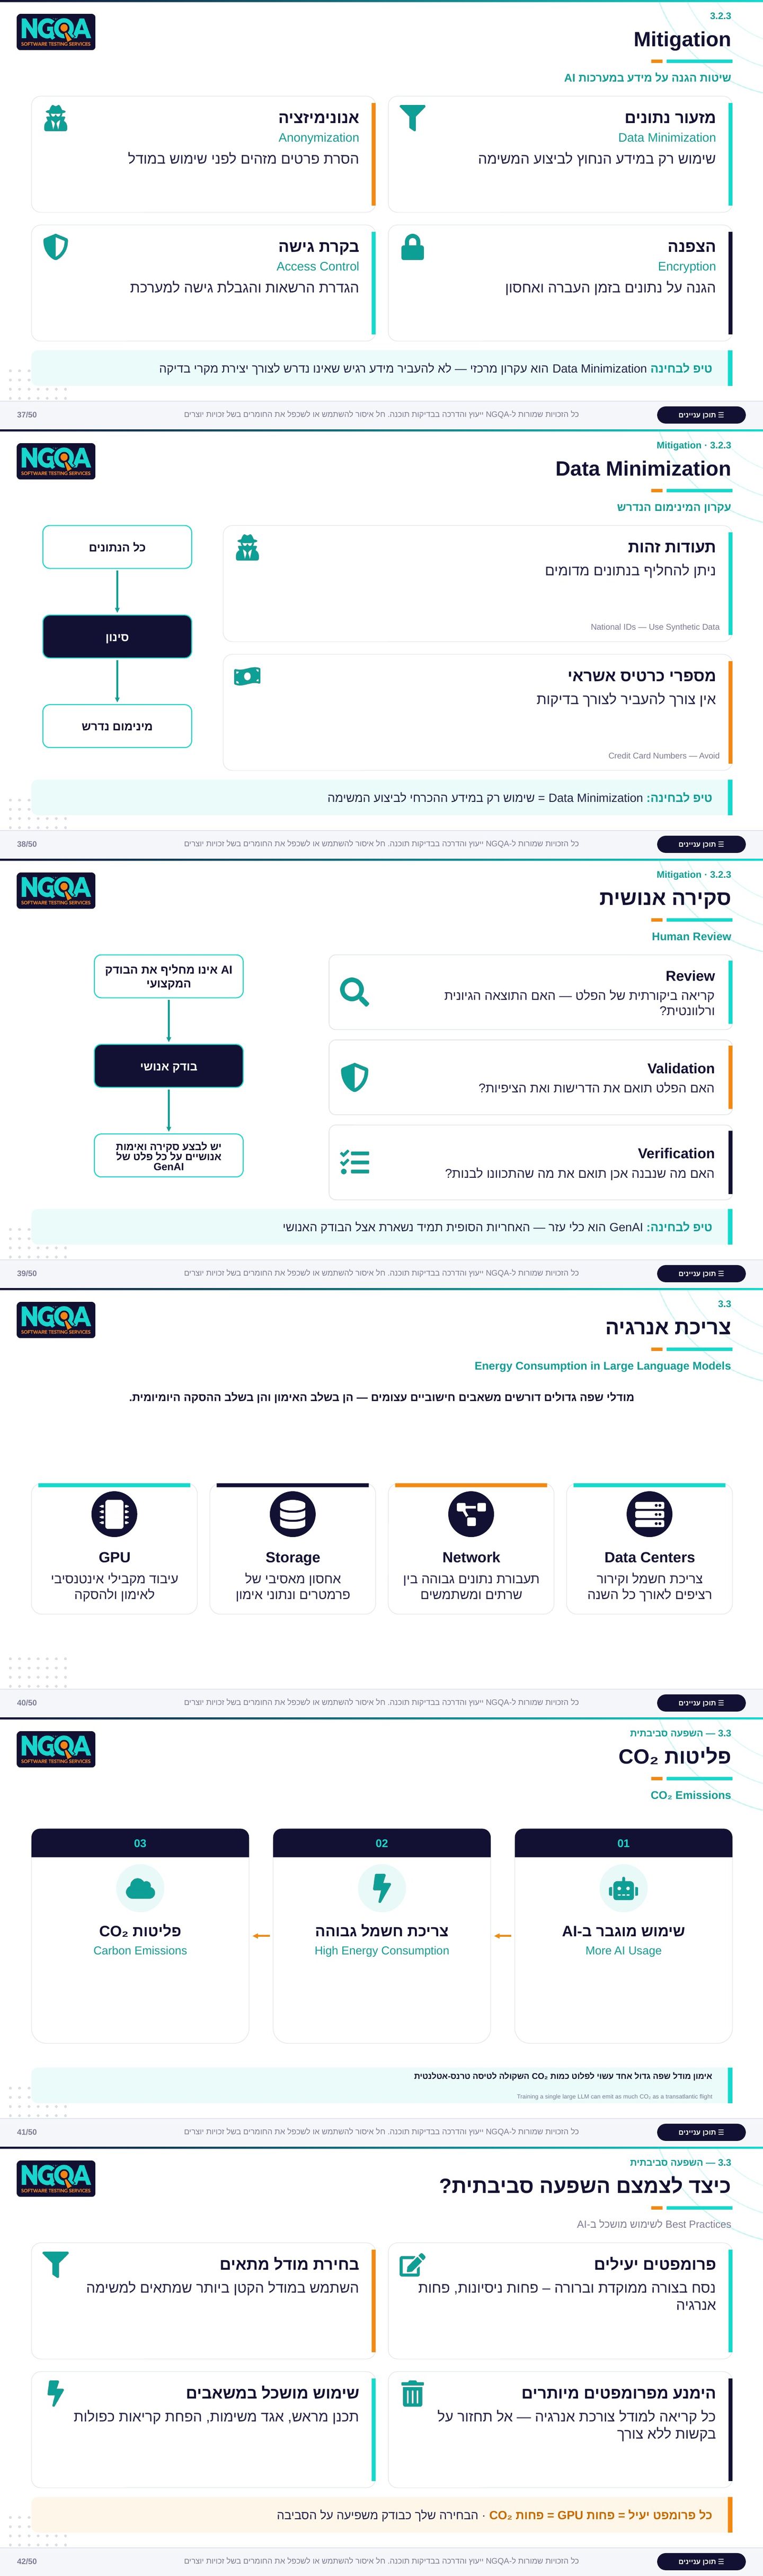 NGQA
SOFTWARE TESTING SERVICES
3.2.3
Mitigation
שיטות הגנה על מידע במערכות AI
מזעור נתונים
Data Minimization
שימוש רק במידע הנחוץ לביצוע המשימה
אנונימיזציה
Anonymization
הסרת פרטים מזהים לפני שימוש במודל
הצפנה
Encryption
הגנה על נתונים בזמן העברה ואחסון
בקרת גישה
Access Control
הגדרת הרשאות והגבלת גישה למערכת
טיפ לבחינה Data Minimization הוא עקרון מרכזי — לא להעביר מידע רגיש שאינו נדרש לצורך יצירת מקרי בדיקה
☰ תוכן עניינים
כל הזכויות שמורות ל-NGQA ייעוץ והדרכה בבדיקות תוכנה. חל איסור להשתמש או לשכפל את החומרים בשל זכויות יוצרים
37/50
NGQA
SOFTWARE TESTING SERVICES
Mitigation · 3.2.3
Data Minimization
עקרון המינימום הנדרש
תעודות זהות
ניתן להחליף בנתונים מדומים
National IDs — Use Synthetic Data
מספרי כרטיס אשראי
אין צורך להעביר לצורך בדיקות
Credit Card Numbers — Avoid
כל הנתונים
סינון
מינימום נדרש
טיפ לבחינה: Data Minimization = שימוש רק במידע ההכרחי לביצוע המשימה
☰ תוכן עניינים
כל הזכויות שמורות ל-NGQA ייעוץ והדרכה בבדיקות תוכנה. חל איסור להשתמש או לשכפל את החומרים בשל זכויות יוצרים
38/50
NGQA
SOFTWARE TESTING SERVICES
Mitigation · 3.2.3
סקירה אנושית
Human Review
Review
קריאה ביקורתית של הפלט — האם התוצאה הגיונית
ורלוונטית?
Validation
האם הפלט תואם את הדרישות ואת הציפיות?
Verification
האם מה שנבנה אכן תואם את מה שהתכוונו לבנות?
AI אינו מחליף את הבודק
המקצועי
בודק אנושי
יש לבצע סקירה ואימות
אנושיים על כל פלט של
GenAI
טיפ לבחינה: GenAI הוא כלי עזר — האחריות הסופית תמיד נשארת אצל הבודק האנושי
☰ תוכן עניינים
כל הזכויות שמורות ל-NGQA ייעוץ והדרכה בבדיקות תוכנה. חל איסור להשתמש או לשכפל את החומרים בשל זכויות יוצרים
39/50
NGQA
SOFTWARE TESTING SERVICES
3.3
צריכת אנרגיה
Energy Consumption in Large Language Models
מודלי שפה גדולים דורשים משאבים חישוביים עצומים — הן בשלב האימון והן בשלב ההסקה היומיומית.
Data Centers
צריכת חשמל וקירור
רציפים לאורך כל השנה
Network
תעבורת נתונים גבוהה בין
שרתים ומשתמשים
Storage
אחסון מאסיבי של
פרמטרים ונתוני אימון
GPU
עיבוד מקבילי אינטנסיבי
לאימון ולהסקה
☰ תוכן עניינים
כל הזכויות שמורות ל-NGQA ייעוץ והדרכה בבדיקות תוכנה. חל איסור להשתמש או לשכפל את החומרים בשל זכויות יוצרים
40/50
NGQA
SOFTWARE TESTING SERVICES
3.3 — השפעה סביבתית
פליטות CO₂
CO₂ Emissions
01
שימוש מוגבר ב-AI
More AI Usage
02
צריכת חשמל גבוהה
High Energy Consumption
03
פליטות CO₂
Carbon Emissions
אימון מודל שפה גדול אחד עשוי לפלוט כמות CO₂ השקולה לטיסה טרנס-אטלנטית
Training a single large LLM can emit as much CO₂ as a transatlantic flight
☰ תוכן עניינים
כל הזכויות שמורות ל-NGQA ייעוץ והדרכה בבדיקות תוכנה. חל איסור להשתמש או לשכפל את החומרים בשל זכויות יוצרים
41/50
NGQA
SOFTWARE TESTING SERVICES
3.3 — השפעה סביבתית
כיצד לצמצם השפעה סביבתית?
Best Practices לשימוש מושכל ב-AI
פרומפטים יעילים
נסח בצורה ממוקדת וברורה – פחות ניסיונות, פחות
אנרגיה
בחירת מודל מתאים
השתמש במודל הקטן ביותר שמתאים למשימה
הימנע מפרומפטים מיותרים
כל קריאה למודל צורכת אנרגיה — אל תחזור על
בקשות ללא צורך
שימוש מושכל במשאבים
תכנן מראש, אגד משימות, הפחת קריאות כפולות
כל פרומפט יעיל = פחות GPU = פחות CO₂ · הבחירה שלך כבודק משפיעה על הסביבה
☰ תוכן עניינים
כל הזכויות שמורות ל-NGQA ייעוץ והדרכה בבדיקות תוכנה. חל איסור להשתמש או לשכפל את החומרים בשל זכויות יוצרים
42/50